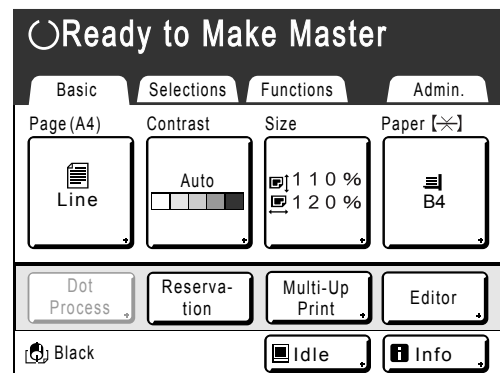 Ready to Make Master
Basic Selections Functions Admin.
Page(A4) Contrast Size Paper【⚹】
Line
Auto
110%
120%
B4
Dot
Process
Reserva-
tion
Multi-Up
Print
Editor
Black Idle Info